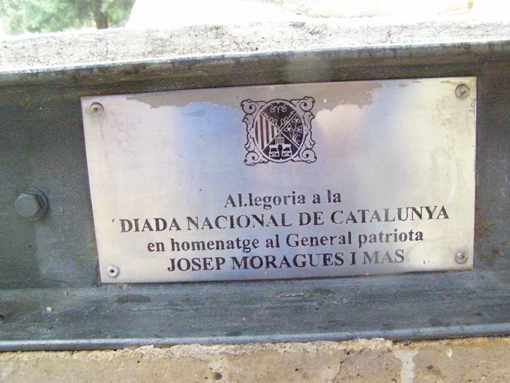 Al.legoria a la
DIADA NACIONAL DE CATALUNYA
en homenatge al General patriota
JOSEP MORAGUES I MAS